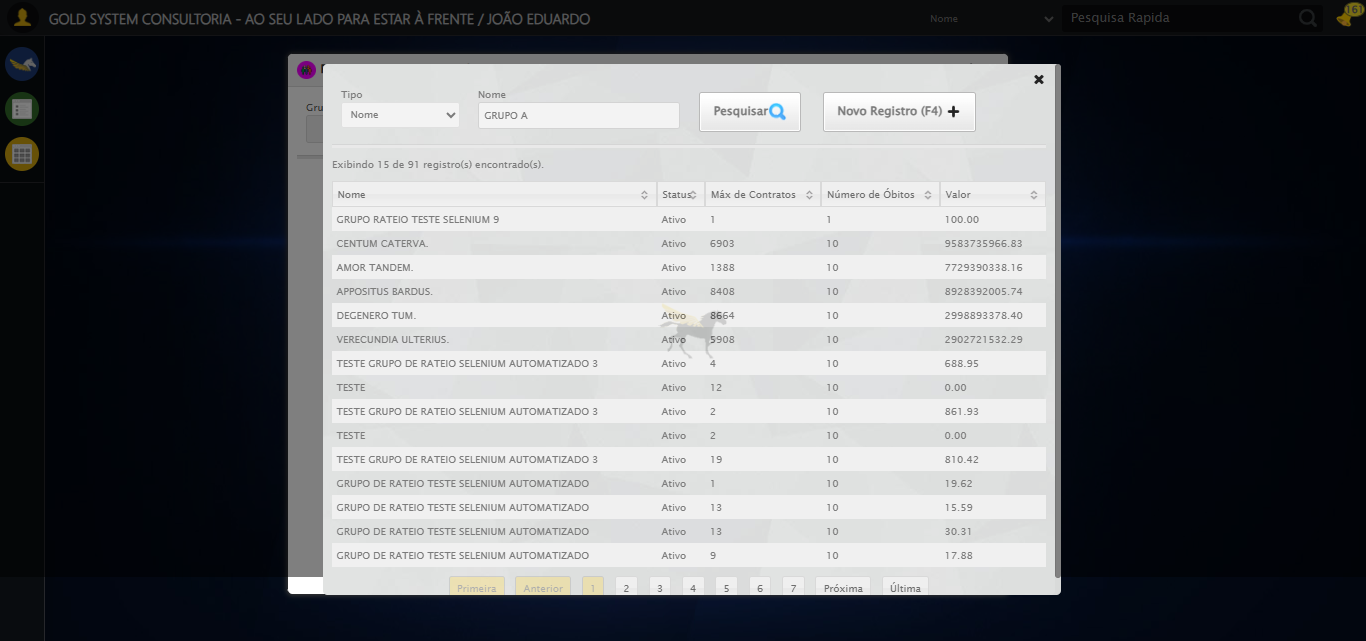 GOLD SYSTEM CONSULTORIA - AO SEU LADO PARA ESTAR À FRENTE / JOÃO EDUARDO
Nome
Pesquisa Rapida
161
Gru
Tipo
Nome
Nome
GRUPO A
Pesquisar
Novo Registro (F4)
Exibindo 15 de 91 registro(s) encontrado(s).
Nome Status Máx de Contratos Número de Óbitos Valor
GRUPO RATEIO TESTE SELENIUM 9 Ativo 1 1 100.00
CENTUM CATERVA. Ativo 6903 10 9583735966.83
AMOR TANDEM. Ativo 1388 10 7729390338.16
APPOSITUS BARDUS. Ativo 8408 10 8928392005.74
DEGENERO TUM. Ativo 8664 10 2998893378.40
VERECUNDIA ULTERIUS. Ativo 5908 10 2902721532.29
TESTE GRUPO DE RATEIO SELENIUM AUTOMATIZADO 3 Ativo 4 10 688.95
TESTE Ativo 12 10 0.00
TESTE GRUPO DE RATEIO SELENIUM AUTOMATIZADO 3 Ativo 2 10 861.93
TESTE Ativo 2 10 0.00
TESTE GRUPO DE RATEIO SELENIUM AUTOMATIZADO 3 Ativo 19 10 810.42
GRUPO DE RATEIO TESTE SELENIUM AUTOMATIZADO Ativo 1 10 19.62
GRUPO DE RATEIO TESTE SELENIUM AUTOMATIZADO Ativo 13 10 15.59
GRUPO DE RATEIO TESTE SELENIUM AUTOMATIZADO Ativo 13 10 30.31
GRUPO DE RATEIO TESTE SELENIUM AUTOMATIZADO Ativo 9 10 17.88
Primeira Anterior 1 2 3 4 5 6 7 Próxima Última